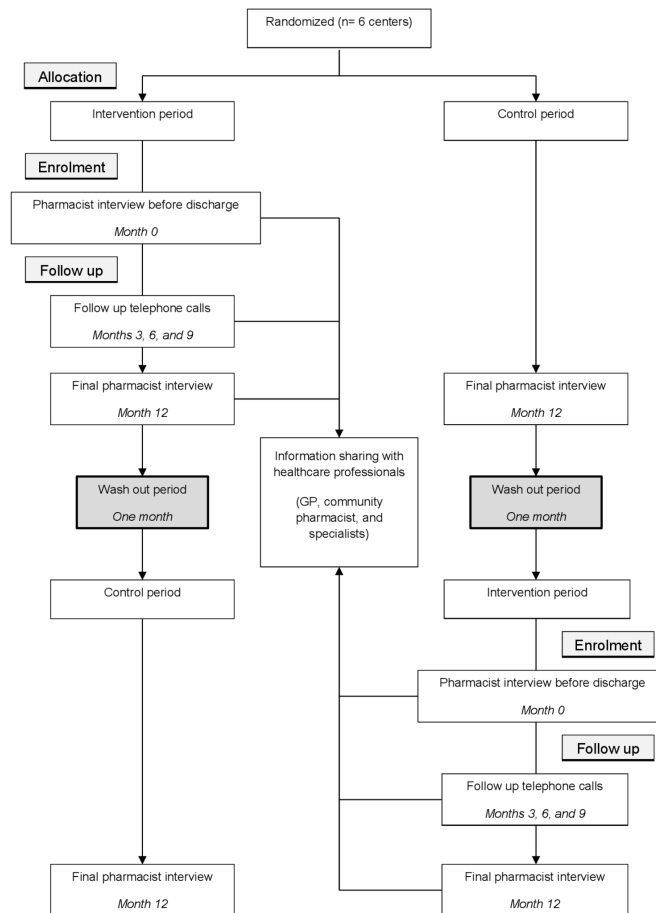 Randomized (n= 6 centers)
Allocation
Intervention period
Control period
Enrolment
Pharmacist interview before discharge
Month 0
Follow up
Follow up telephone calls
Months 3, 6, and 9
Final pharmacist interview
Month 12
Final pharmacist interview
Month 12
Information sharing with
healthcare professionals
(GP, community
pharmacist, and
specialists)
Wash out period
One month
Wash out period
One month
Control period
Intervention period
Enrolment
Pharmacist interview before discharge
Month 0
Follow up
Follow up telephone calls
Months 3, 6, and 9
Final pharmacist interview
Month 12
Final pharmacist interview
Month 12